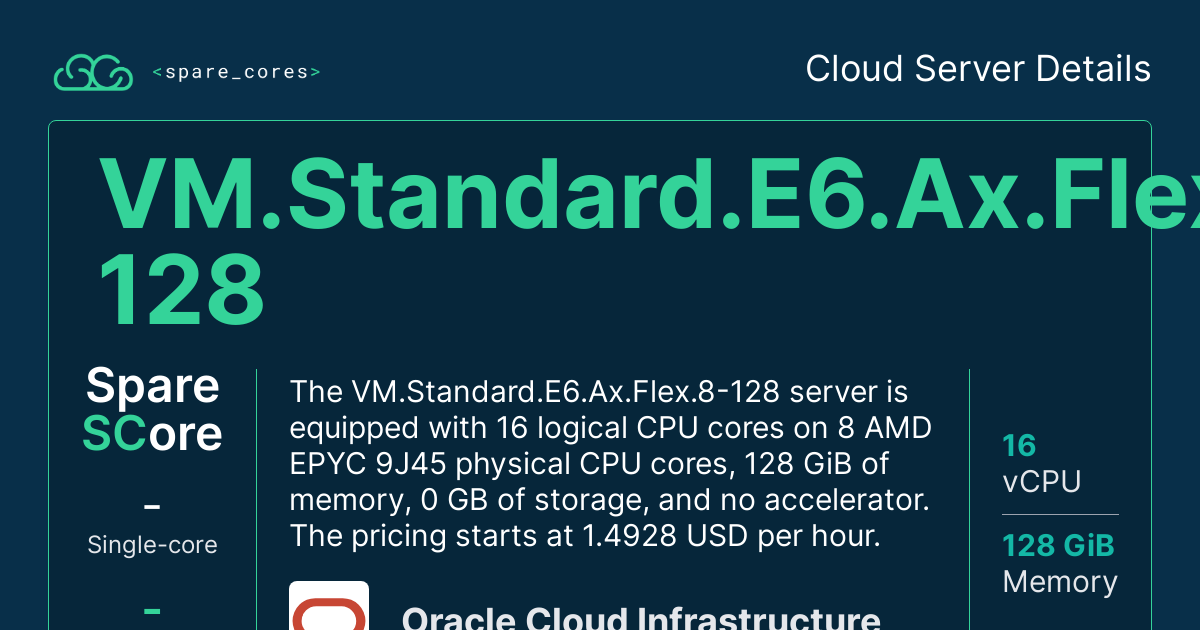 <spare_cores>
Cloud Server Details
VM.Standard.E6.Ax.Flex
128
Spare
SCore
–
Single-core
–
The VM.Standard.E6.Ax.Flex.8-128 server is
equipped with 16 logical CPU cores on 8 AMD
EPYC 9J45 physical CPU cores, 128 GiB of
memory, 0 GB of storage, and no accelerator.
The pricing starts at 1.4928 USD per hour.
Oracle Cloud Infrastructure
16
vCPU
128 GiB
Memory